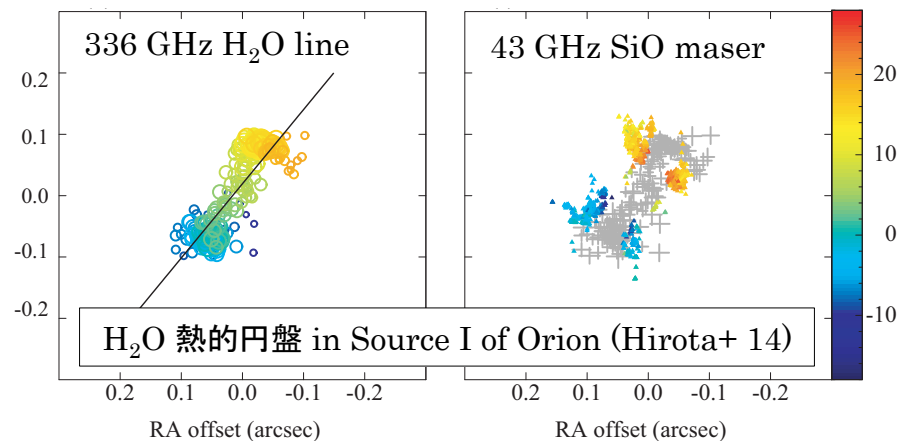 336 GHz H₂O line
43 GHz SiO maser
0.2
0.1
0.0
-0.1
-0.2
20
10
0
-10
H₂O 熱的円盤 in Source I of Orion (Hirota+ 14)
0.2 0.1 0.0 -0.1 -0.2
0.2 0.1 0.0 -0.1 -0.2
RA offset (arcsec)
RA offset (arcsec)